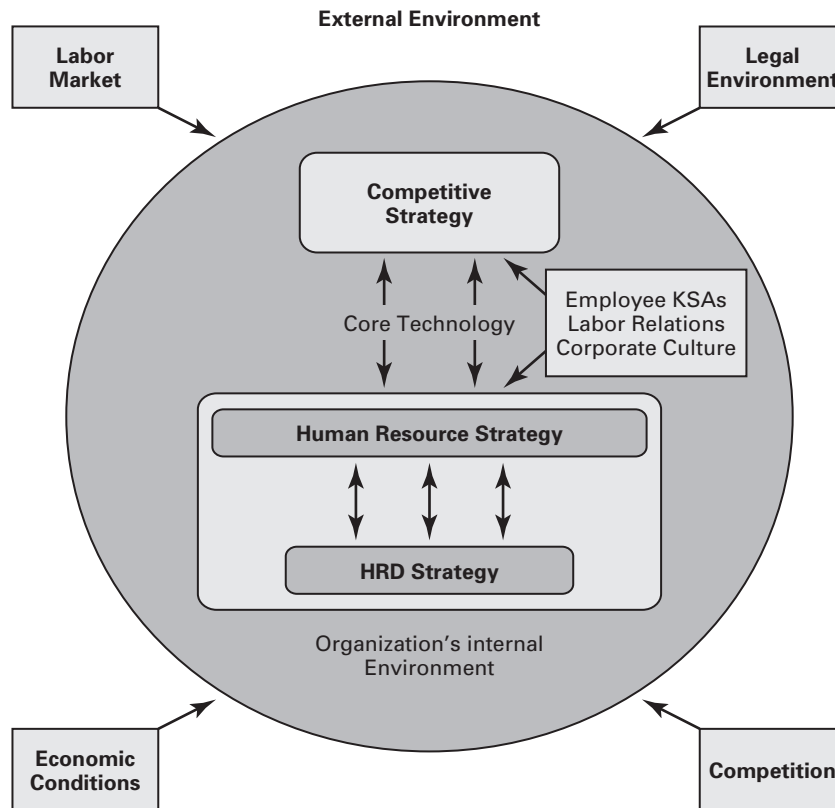 External Environment
Labor
Market
Legal
Environment
Competitive
Strategy
Employee KSAs
Labor Relations
Corporate Culture
Core Technology
Human Resource Strategy
HRD Strategy
Organization's internal
Environment
Economic
Conditions
Competition